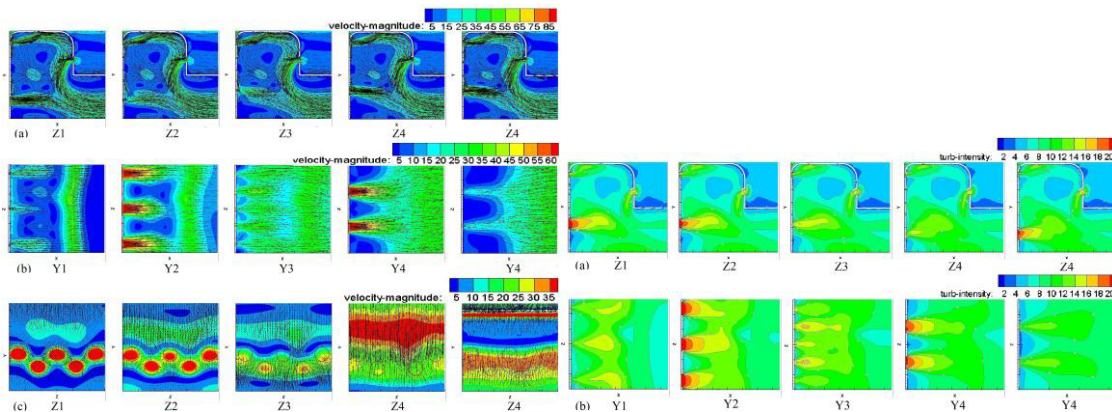 velocity-magnitude: 5 15 25 35 45 55 65 75 85
(a) Z1 Z2 Z3 Z4 Z4
velocity-magnitude: 5 10 15 20 25 30 35 40 45 50 55 60
(b) Y1 Y2 Y3 Y4 Y4
velocity-magnitude: 5 10 15 20 25 30 35
(c) Z1 Z2 Z3 Z4 Z4
turb-intensity: 2 4 6 8 10 12 14 16 18 20
(a) Z1 Z2 Z3 Z4 Z4
turb-intensity: 2 4 6 8 10 12 14 16 18 20
(b) Y1 Y2 Y3 Y4 Y4